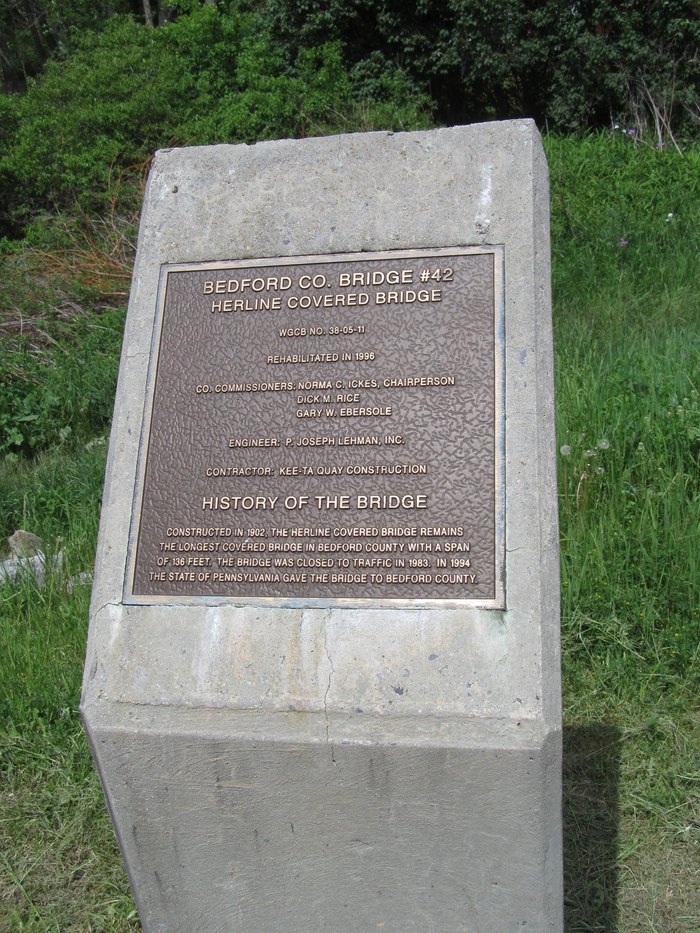 BEDFORD CO. BRIDGE #42
HERLINE COVERED BRIDGE
WGCB NO. 38-05-11
REHABILITATED IN 1996
CO. COMMISSIONERS: NORMA C. ICKES, CHAIRPERSON
DICK M. RICE
GARY W. EBERSOLE
ENGINEER: P. JOSEPH LEHMAN, INC.
CONTRACTOR: KEE-TA QUAY CONSTRUCTION
HISTORY OF THE BRIDGE
CONSTRUCTED IN 1902, THE HERLINE COVERED BRIDGE REMAINS
THE LONGEST COVERED BRIDGE IN BEDFORD COUNTY WITH A SPAN
OF 136 FEET. THE BRIDGE WAS CLOSED TO TRAFFIC IN 1983. IN 1994
THE STATE OF PENNSYLVANIA GAVE THE BRIDGE TO BEDFORD COUNTY.